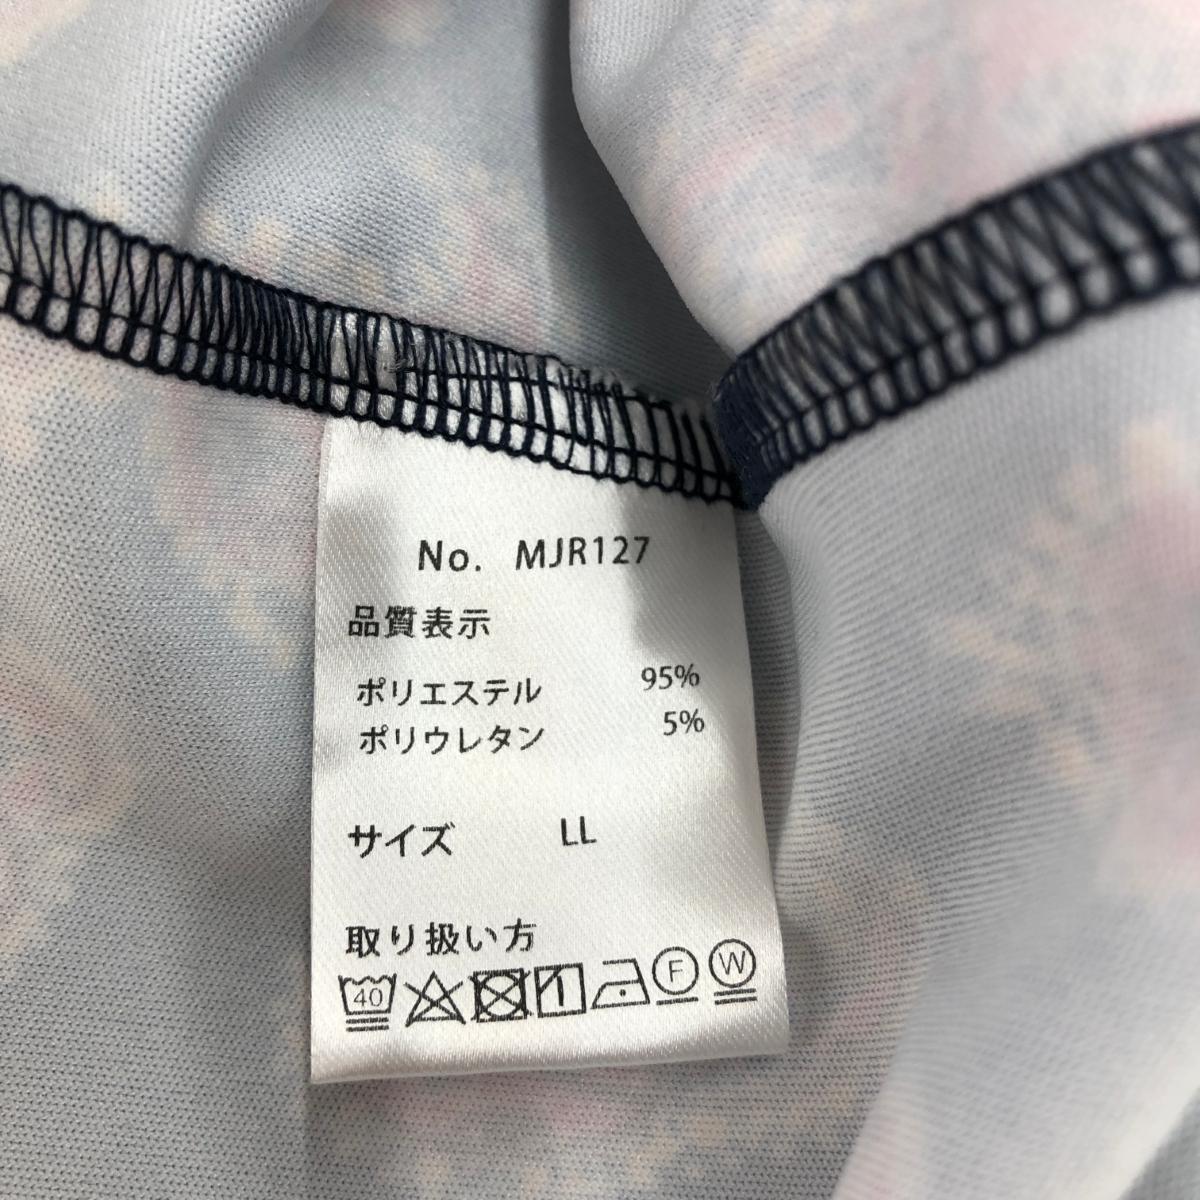 No. MJR127
品質表示
ポリエステル 95%
ポリウレタン 5%
サイズ LL
取り扱い方
40 F W